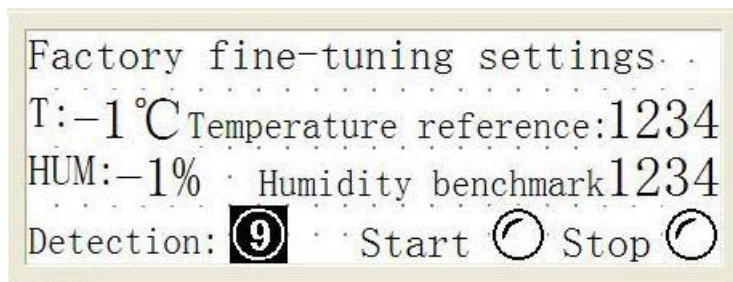 Factory fine-tuning settings
T:-1℃ Temperature reference:1234
HUM:-1% Humidity benchmark1234
Detection: 9 Start Stop